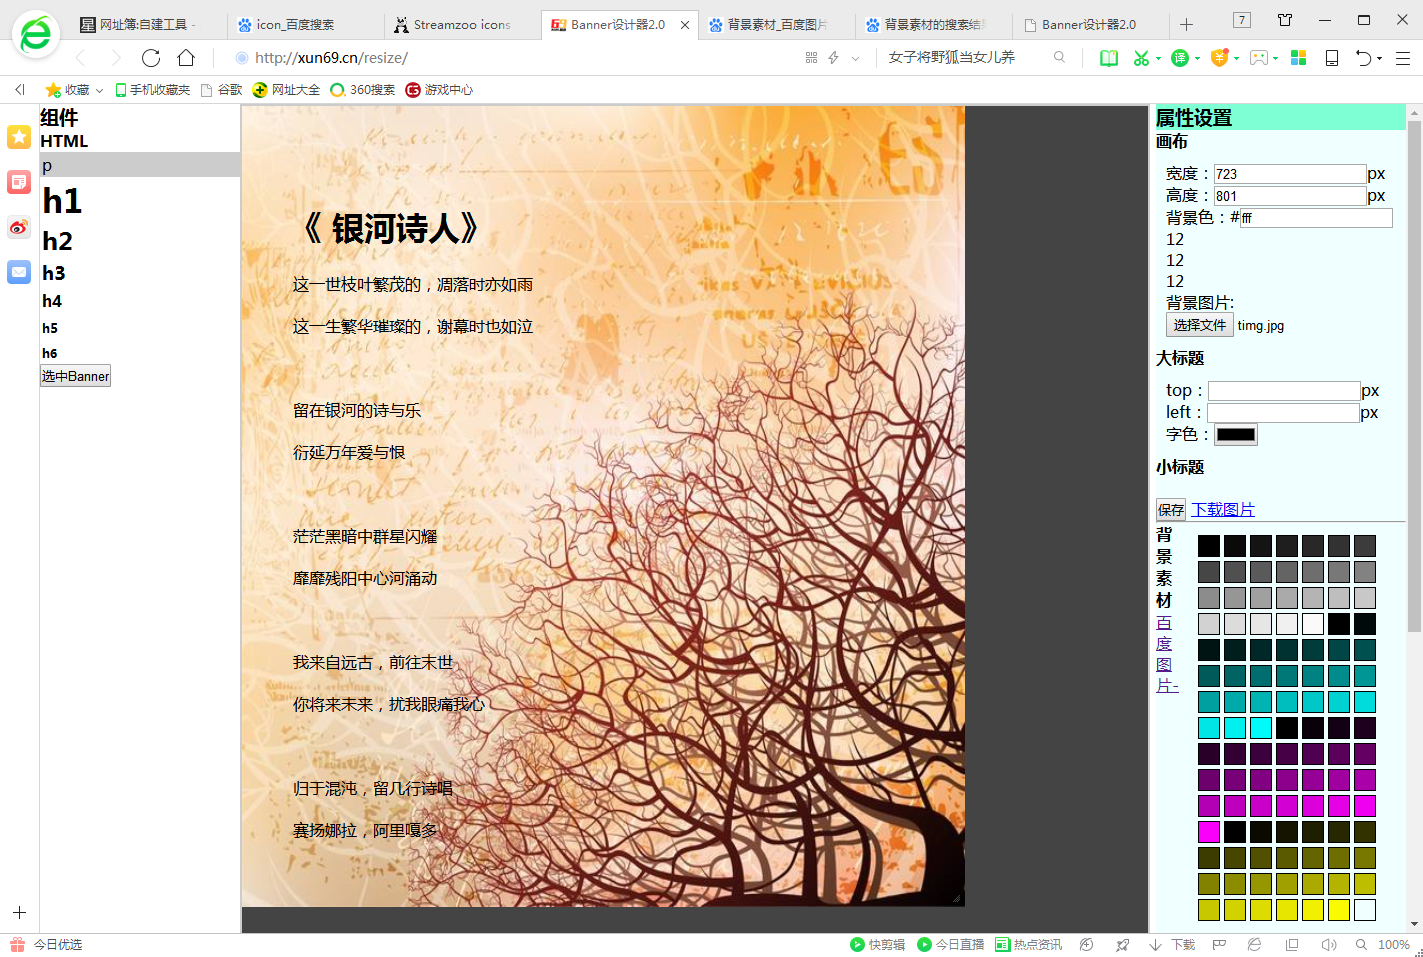 网址簿:自建工具 -
icon_百度搜索
Streamzoo icons
Banner设计器2.0
背景素材_百度图片
背景素材的搜索结果
Banner设计器2.0
7
http://xun69.cn/resize/
女子将野狐当女儿养
收藏
手机收藏夹
谷歌
网址大全
360搜索
游戏中心
组件
HTML
p
h1
h2
h3
h4
h5
h6
选中Banner
《 银河诗人》
这一世枝叶繁茂的，凋落时亦如雨
这一生繁华璀璨的，谢幕时也如泣
留在银河的诗与乐
衍延万年爱与恨
茫茫黑暗中群星闪耀
靡靡残阳中心河涌动
我来自远古，前往末世
你将来未来，扰我眼痛我心
归于混沌，留几行诗唱
赛扬娜拉，阿里嘎多
属性设置
画布
宽度：723px
高度：801px
背景色：#fff
12
12
12
背景图片:
选择文件 timg.jpg
大标题
top：px
left：px
字色：
小标题
保存 下载图片
背
景
素
材
百
度
图
片-
今日优选
快剪辑
今日直播
热点资讯
下载
100%